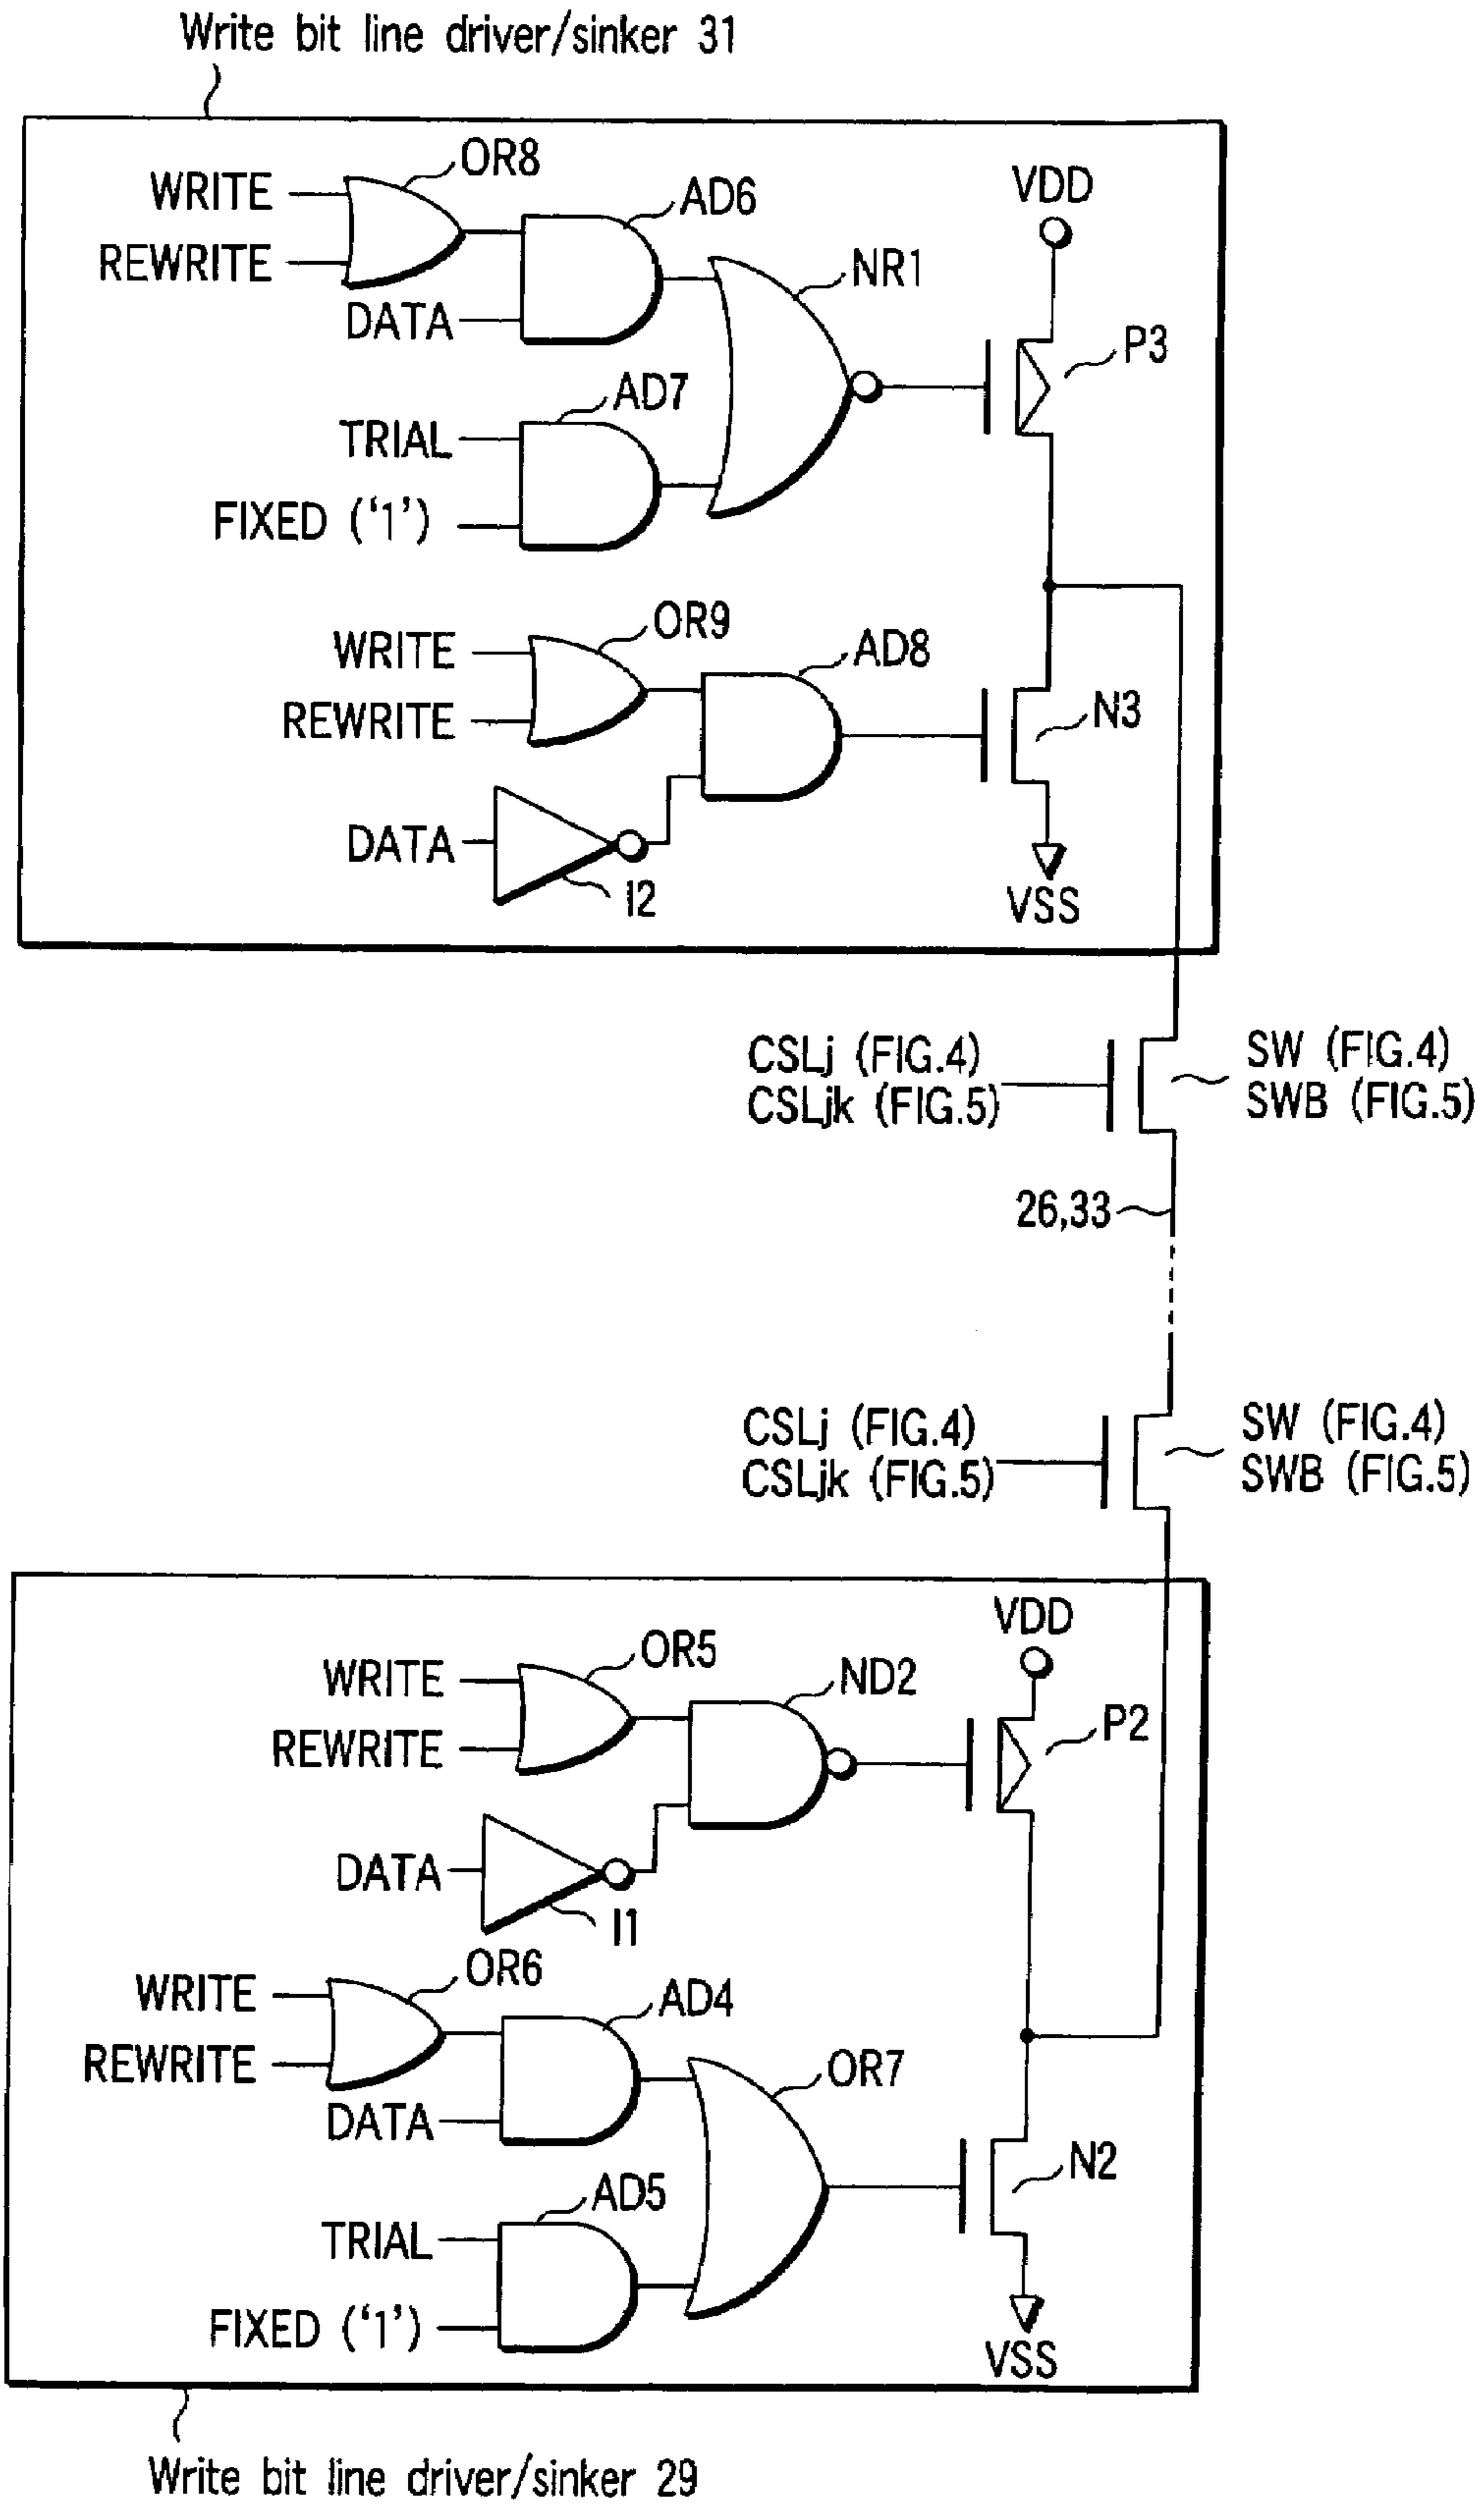 Write bit line driver/sinker 31
OR8
WRITE
REWRITE
AD6
VDD
DATA
NR1
P3
AD7
TRIAL
FIXED ('1')
OR9
WRITE
REWRITE
AD8
N3
DATA
I2
VSS
CSLj (FIG.4)
CSLjk (FIG.5)
SW (FIG.4)
SWB (FIG.5)
26,33
CSLj (FIG.4)
CSLjk (FIG.5)
SW (FIG.4)
SWB (FIG.5)
VDD
OR5
WRITE
REWRITE
ND2
P2
DATA
I1
OR6
WRITE
REWRITE
AD4
DATA
OR7
N2
AD5
TRIAL
FIXED ('1')
VSS
Write bit line driver/sinker 29